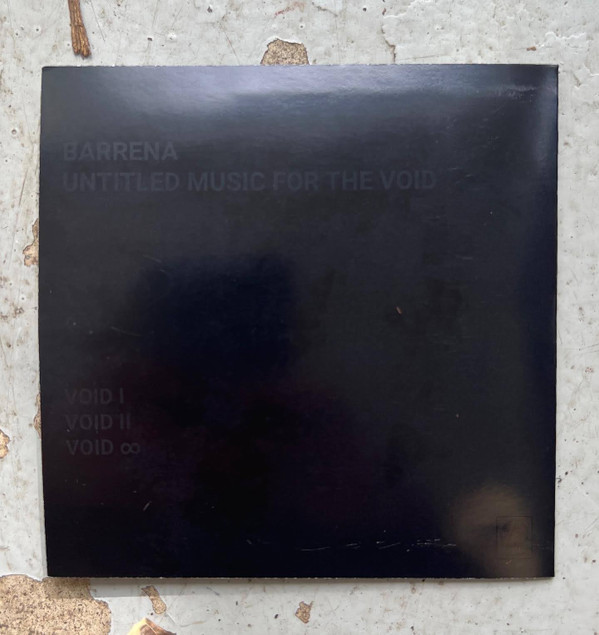 BARRENA
UNTITLED MUSIC FOR THE VOID
VOID I
VOID II
VOID ∞